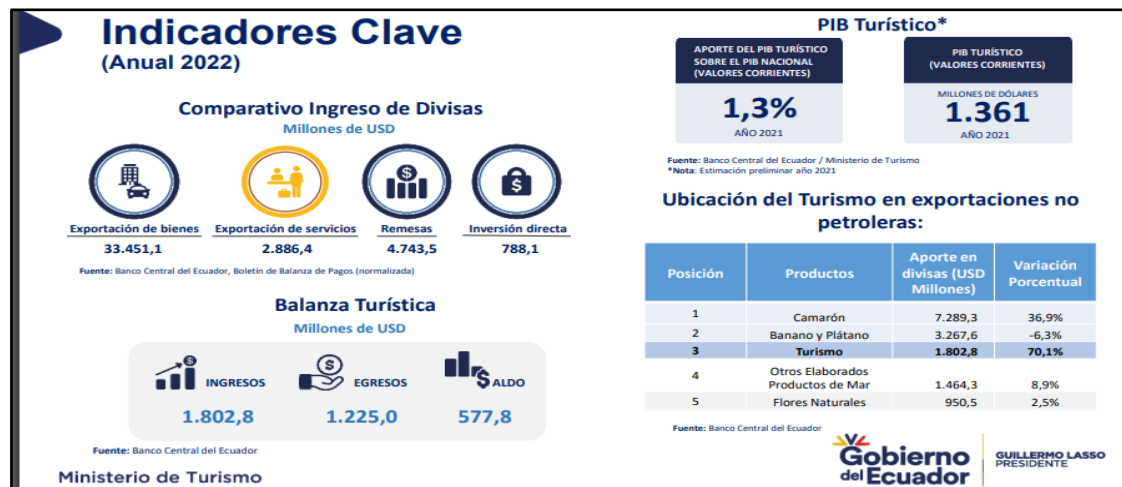 Indicadores Clave
(Anual 2022)
Comparativo Ingreso de Divisas
Millones de USD
Exportación de bienes Exportación de servicios Remesas Inversión directa
33.451,1 2.886,4 4.743,5 788,1
Fuente: Banco Central del Ecuador, Boletín de Balanza de Pagos (normalizada)
Balanza Turística
Millones de USD
INGRESOS EGRESOS $ALDO
1.802,8 1.225,0 577,8
Fuente: Banco Central del Ecuador
Ministerio de Turismo
PIB Turístico*
APORTE DEL PIB TURÍSTICO
SOBRE EL PIB NACIONAL
(VALORES CORRIENTES)
1,3%
AÑO 2021
PIB TURÍSTICO
(VALORES CORRIENTES)
MILLONES DE DÓLARES
1.361
AÑO 2021
Fuente: Banco Central del Ecuador / Ministerio de Turismo
*Nota: Estimación preliminar año 2021
Ubicación del Turismo en exportaciones no
petroleras:
Posición Productos Aporte en divisas (USD Millones) Variación Porcentual
1 Camarón 7.289,3 36,9%
2 Banano y Plátano 3.267,6 -6,3%
3 Turismo 1.802,8 70,1%
4 Otros Elaborados Productos de Mar 1.464,3 8,9%
5 Flores Naturales 950,5 2,5%
Fuente: Banco Central del Ecuador
Gobierno
del Ecuador
GUILLERMO LASSO
PRESIDENTE